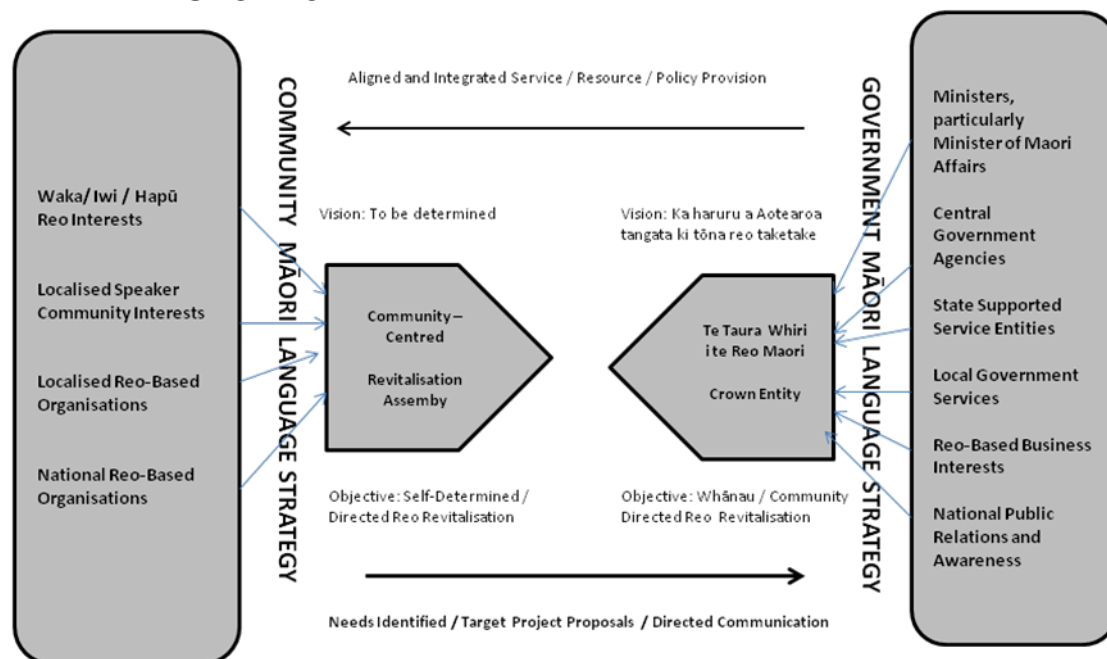 Aligned and Integrated Service / Resource / Policy Provision
Waka/ Iwi / Hapū
Reo Interests
Localised Speaker
Community Interests
Localised Reo-Based
Organisations
National Reo-Based
Organisations
COMMUNITY MĀORI LANGUAGE STRATEGY
Vision: To be determined
Community –
Centred
Revitalisation
Assemby
Objective: Self-Determined /
Directed Reo Revitalisation
Vision: Ka haruru a Aotearoa
tangata ki tōna reo taketake
Te Taura Whiri
i te Reo Maori
Crown Entity
Objective: Whānau / Community
Directed Reo Revitalisation
GOVERNMENT MĀORI LANGUAGE STRATEGY
Ministers,
particularly
Minister of Maori
Affairs
Central
Government
Agencies
State Supported
Service Entities
Local Government
Services
Reo-Based Business
Interests
National Public
Relations and
Awareness
Needs Identified / Target Project Proposals / Directed Communication